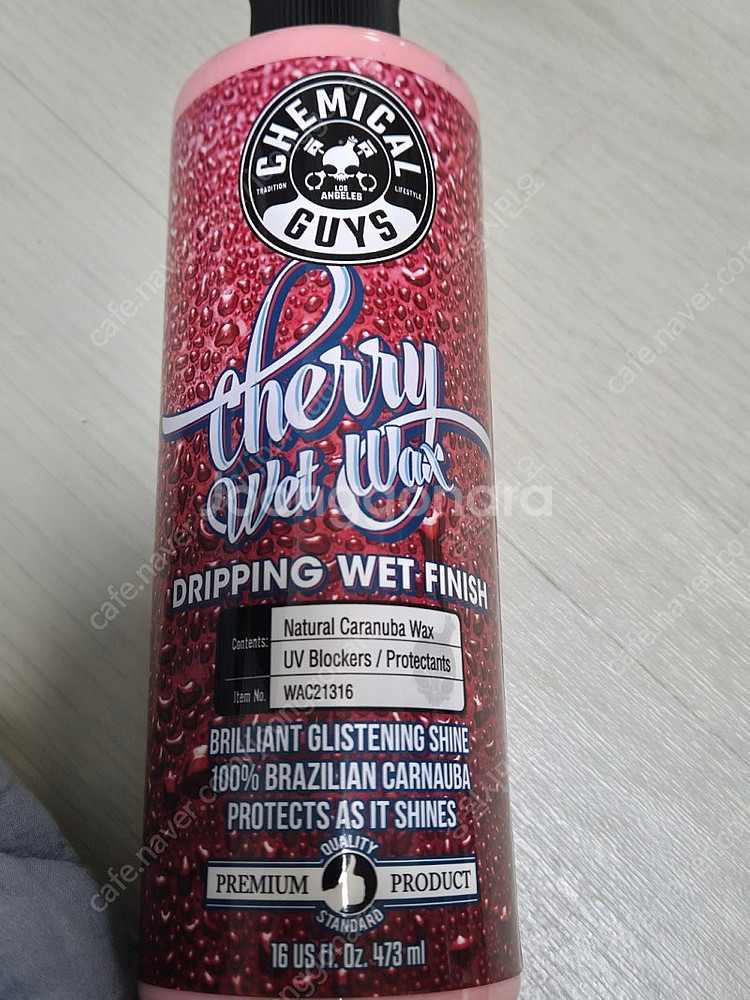 CHEMICAL
TRADITION
LOS ANGELES
LIFESTYLE
GUYS
cherry
Wet Wax
joonggonara
DRIPPING WET FINISH
Contents:
Natural Caranuba Wax
UV Blockers / Protectants
Item No.
WAC21316
BRILLIANT GLISTENING SHINE
100% BRAZILIAN CARNAUBA
PROTECTS AS IT SHINES
QUALITY
PREMIUM PRODUCT
STANDARD
16 US fl. Oz. 473 ml